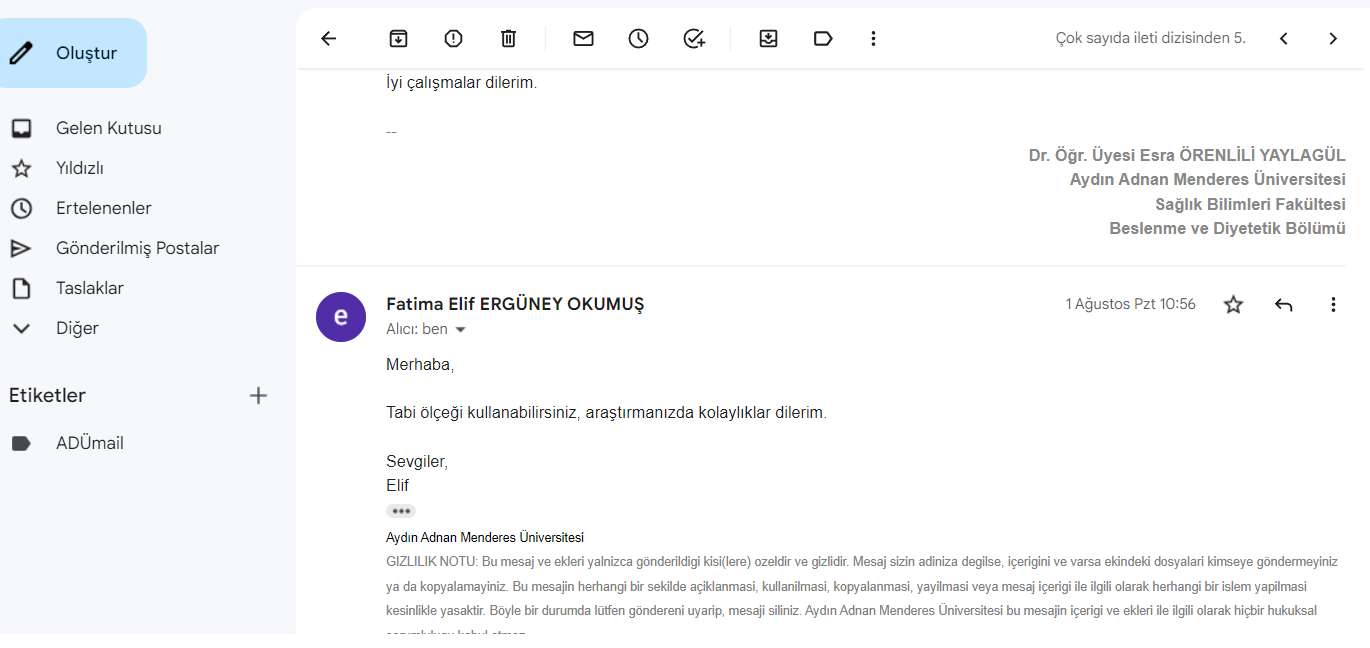 Oluştur
Gelen Kutusu
Yıldızlı
Ertelenenler
Gönderilmiş Postalar
Taslaklar
Diğer
Etiketler
ADÜmail
Çok sayıda ileti dizisinden 5.
İyi çalışmalar dilerim.
--
Dr. Öğr. Üyesi Esra ÖRENLİLİ YAYLAGÜL
Aydın Adnan Menderes Üniversitesi
Sağlık Bilimleri Fakültesi
Beslenme ve Diyetetik Bölümü
e
Fatima Elif ERGÜNEY OKUMUŞ
1 Ağustos Pzt 10:56
Alıcı: ben
Merhaba,
Tabi ölçeği kullanabilirsiniz, araştırmanızda kolaylıklar dilerim.
Sevgiler,
Elif
Aydın Adnan Menderes Üniversitesi
GIZLILIK NOTU: Bu mesaj ve ekleri yalnizca gönderildigi kisi(lere) ozeldir ve gizlidir. Mesaj sizin adiniza degilse, içerigini ve varsa ekindeki dosyalari kimseye göndermeyiniz
ya da kopyalamayiniz. Bu mesajin herhangi bir sekilde açiklanmasi, kullanilmasi, kopyalanmasi, yayilmasi veya mesaj içerigi ile ilgili olarak herhangi bir islem yapilmasi
kesinlikle yasaktir. Böyle bir durumda lütfen göndereni uyarip, mesaji siliniz. Aydın Adnan Menderes Üniversitesi bu mesajin içerigi ve ekleri ile ilgili olarak hiçbir hukuksal